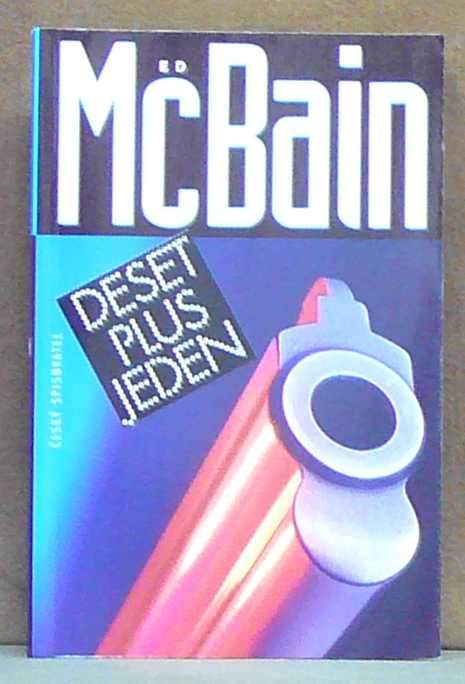 ED
McBain
DESET
PLUS
JEDEN
ČESKÝ SPISOVATEL